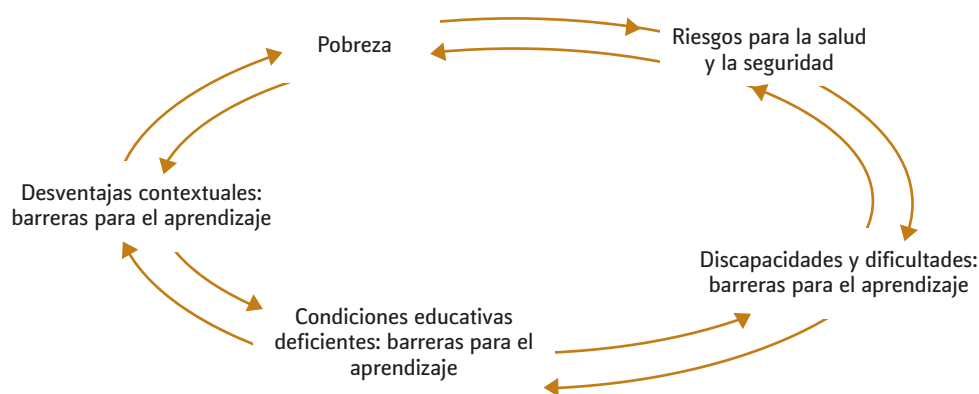 Pobreza
Riesgos para la salud
y la seguridad
Desventajas contextuales:
barreras para el aprendizaje
Discapacidades y dificultades:
barreras para el aprendizaje
Condiciones educativas
deficientes: barreras para el
aprendizaje